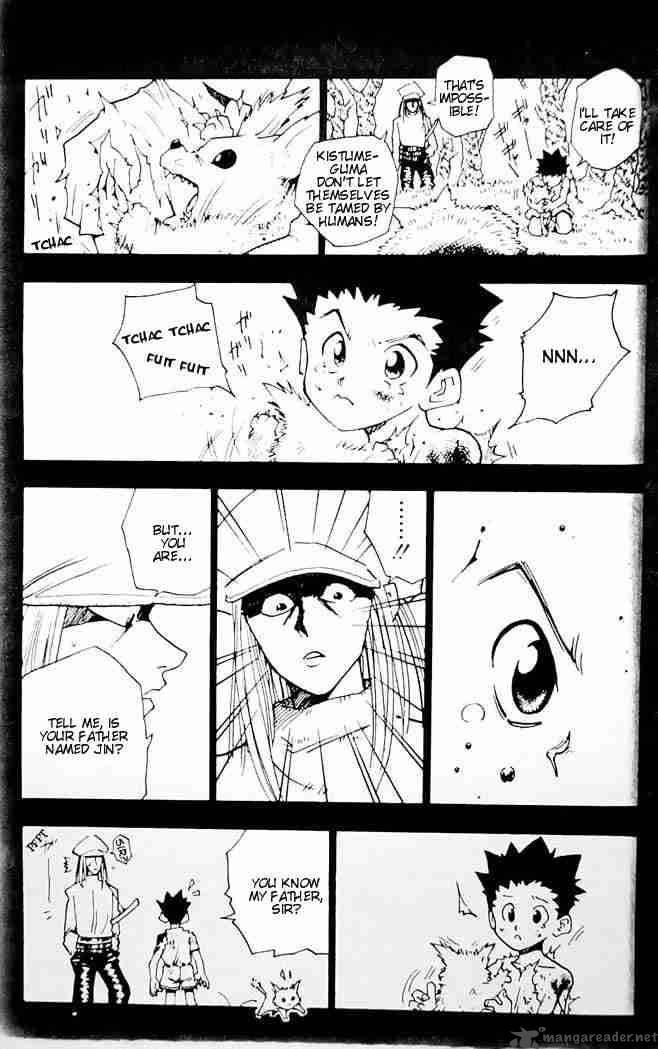 I'LL TAKE
CARE OF
IT!
THAT'S
IMPOSS-
IBLE!
KISTUME-
GUMA
DON'T LET
THEMSELVES
BE TAMED BY
HUMANS!
TCHAC
NNN...
TCHAC TCHAC
FUIT FUIT
......!!
BUT...
YOU
ARE...
TELL ME, IS
YOUR FATHER
NAMED JIN?
YOU KNOW
MY FATHER,
SIR?
SIR?
PFFT
mangareader.net